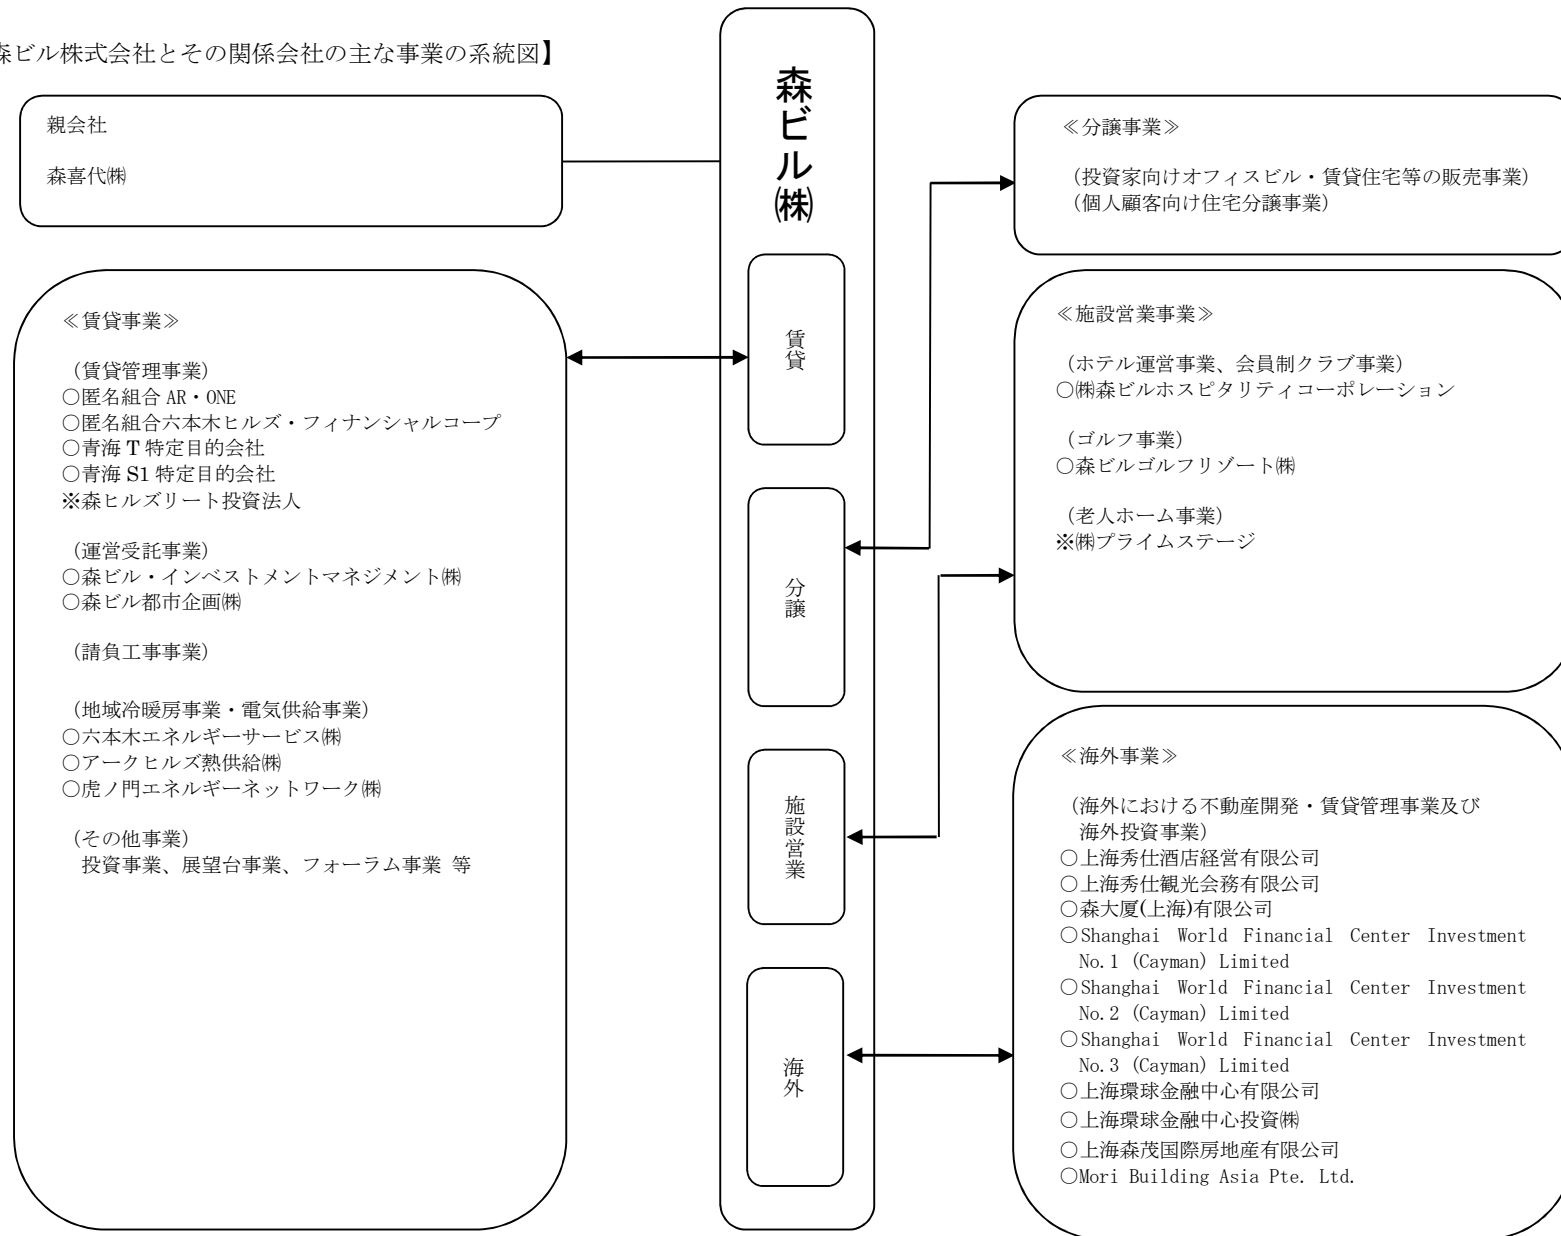 森ビル株式会社とその関係会社の主な事業の系統図】
親会社
森喜代㈱
≪賃貸事業≫
（賃貸管理事業）
○匿名組合 AR・ONE
○匿名組合六本木ヒルズ・フィナンシャルコープ
○青海 T 特定目的会社
○青海 S1 特定目的会社
※森ヒルズリート投資法人
（運営受託事業）
○森ビル・インベストメントマネジメント㈱
○森ビル都市企画㈱
（請負工事事業）
（地域冷暖房事業・電気供給事業）
○六本木エネルギーサービス㈱
○アークヒルズ熱供給㈱
○虎ノ門エネルギーネットワーク㈱
（その他事業）
投資事業、展望台事業、フォーラム事業 等
森ビル㈱
賃貸
分譲
施設営業
海外
≪分譲事業≫
（投資家向けオフィスビル・賃貸住宅等の販売事業）
（個人顧客向け住宅分譲事業）
≪施設営業事業≫
（ホテル運営事業、会員制クラブ事業）
○㈱森ビルホスピタリティコーポレーション
（ゴルフ事業）
○森ビルゴルフリゾート㈱
（老人ホーム事業）
※㈱プライムステージ
≪海外事業≫
（海外における不動産開発・賃貸管理事業及び
海外投資事業）
○上海秀仕酒店経営有限公司
○上海秀仕観光会務有限公司
○森大厦(上海)有限公司
○Shanghai World Financial Center Investment
No.1 (Cayman) Limited
○Shanghai World Financial Center Investment
No.2 (Cayman) Limited
○Shanghai World Financial Center Investment
No.3 (Cayman) Limited
○上海環球金融中心有限公司
○上海環球金融中心投資㈱
○上海森茂国際房地産有限公司
○Mori Building Asia Pte. Ltd.